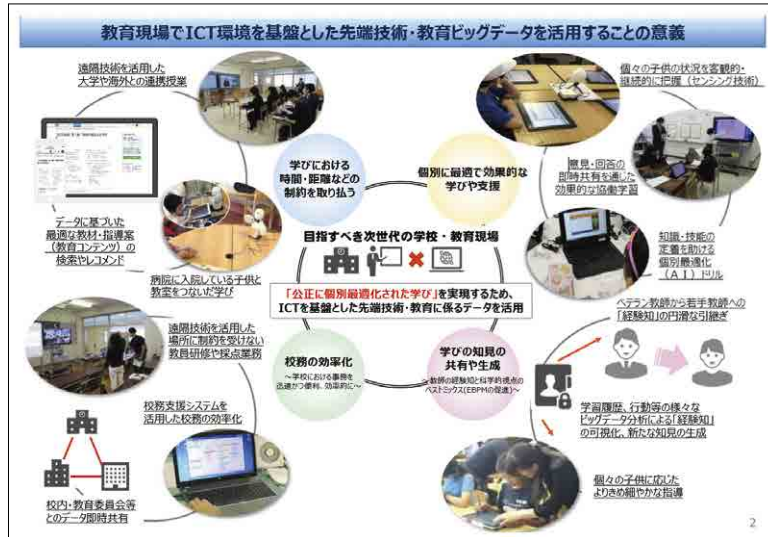 教育現場でICT環境を基盤とした先端技術・教育ビッグデータを活用することの意義
遠隔技術を活用した
大学や海外との連携授業
データに基づいた
最適な教材・指導案
（教育コンテンツ）の
検索やレコメンド
病院に入院している子供と
教室をつないだ学び
学びにおける
時間・距離などの
制約を取り払う
個別に最適で効果的な
学びや支援
個々の子供の状況を客観的・
継続的に把握（センシング技術）
意見・回答の
即時共有を通じた
効果的な協働学習
知識・技能の
定着を助ける
個別最適化
（AI）ドリル
目指すべき次世代の学校・教育現場
「公正に個別最適化された学び」を実現するため、
ICTを基盤とした先端技術・教育に係るデータを活用
遠隔技術を活用した
場所に制約を受けない
教員研修や採点業務
校務支援システムを
活用した校務の効率化
校内・教育委員会等
とのデータ即時共有
校務の効率化
～学校における事務を
迅速かつ便利、効率的に～
学びの知見の
共有や生成
～教師の経験知と科学的視点の
ベストミックス(EBPMの促進)～
ベテラン教師から若手教師への
「経験知」の円滑な引継ぎ
学習履歴、行動等の様々な
ビッグデータ分析による「経験知」
の可視化、新たな知見の生成
個々の子供に応じた
よりきめ細やかな指導
2